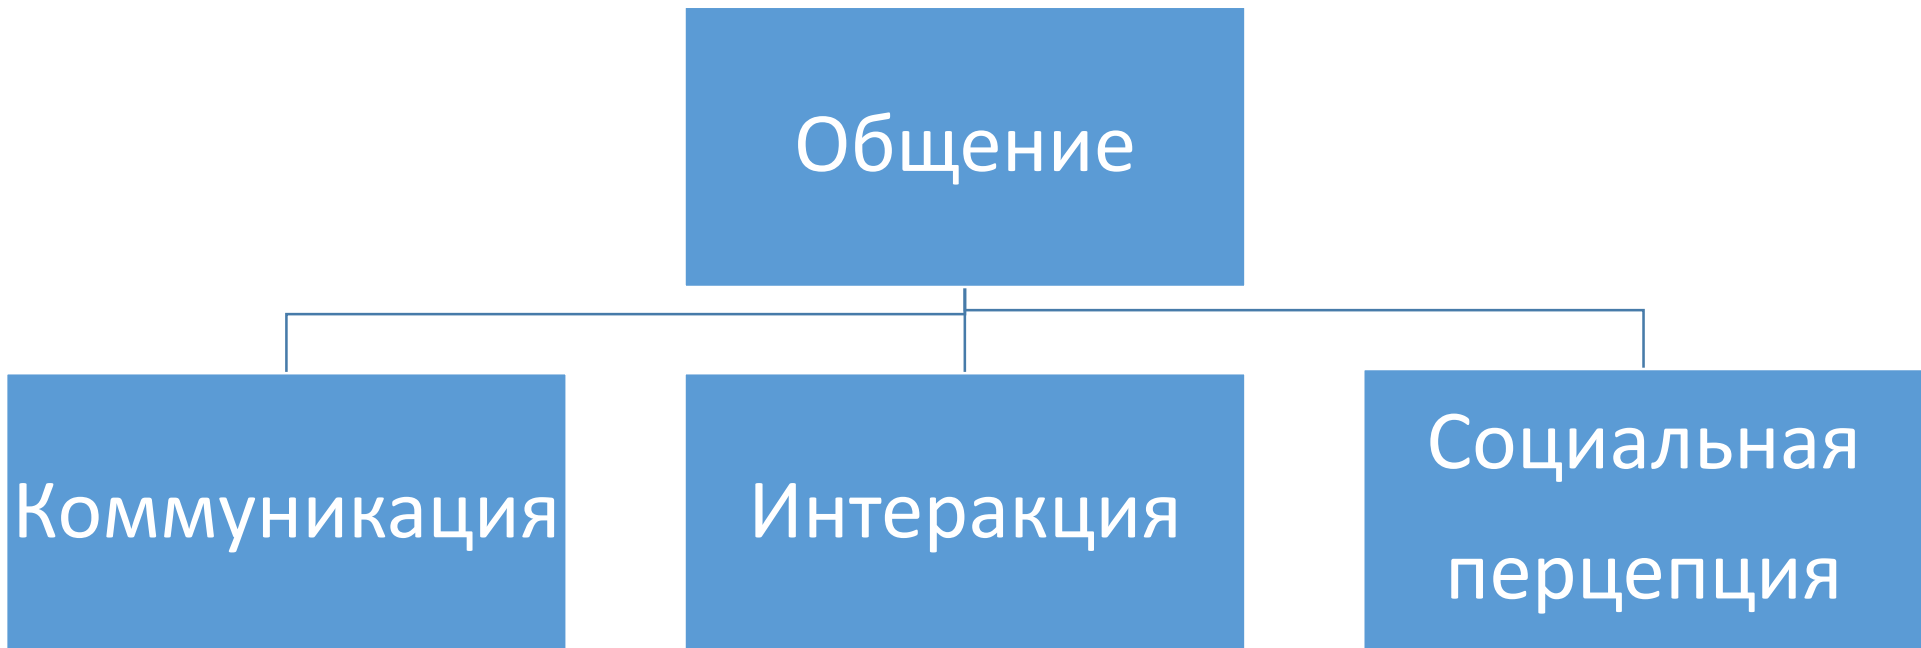 Общение
Коммуникация
Интеракция
Социальная
перцепция